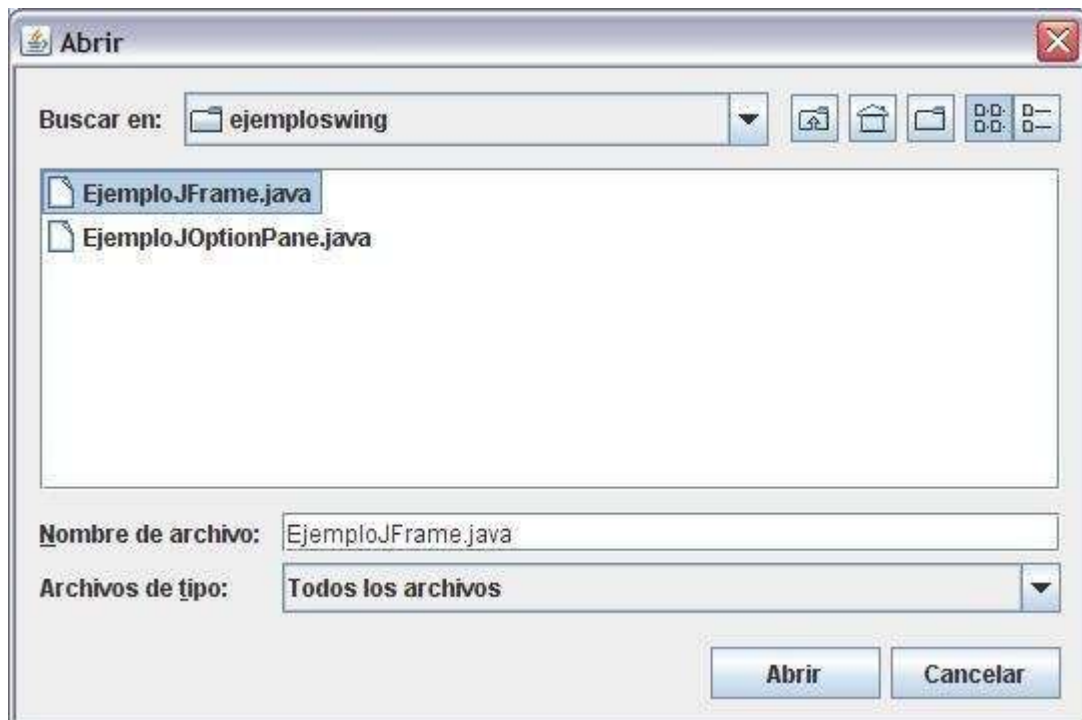 Abrir
Buscar en: ejemploswing
EjemploJFrame.java
EjemploJOptionPane.java
Nombre de archivo: EjemploJFrame.java
Archivos de tipo: Todos los archivos
Abrir Cancelar